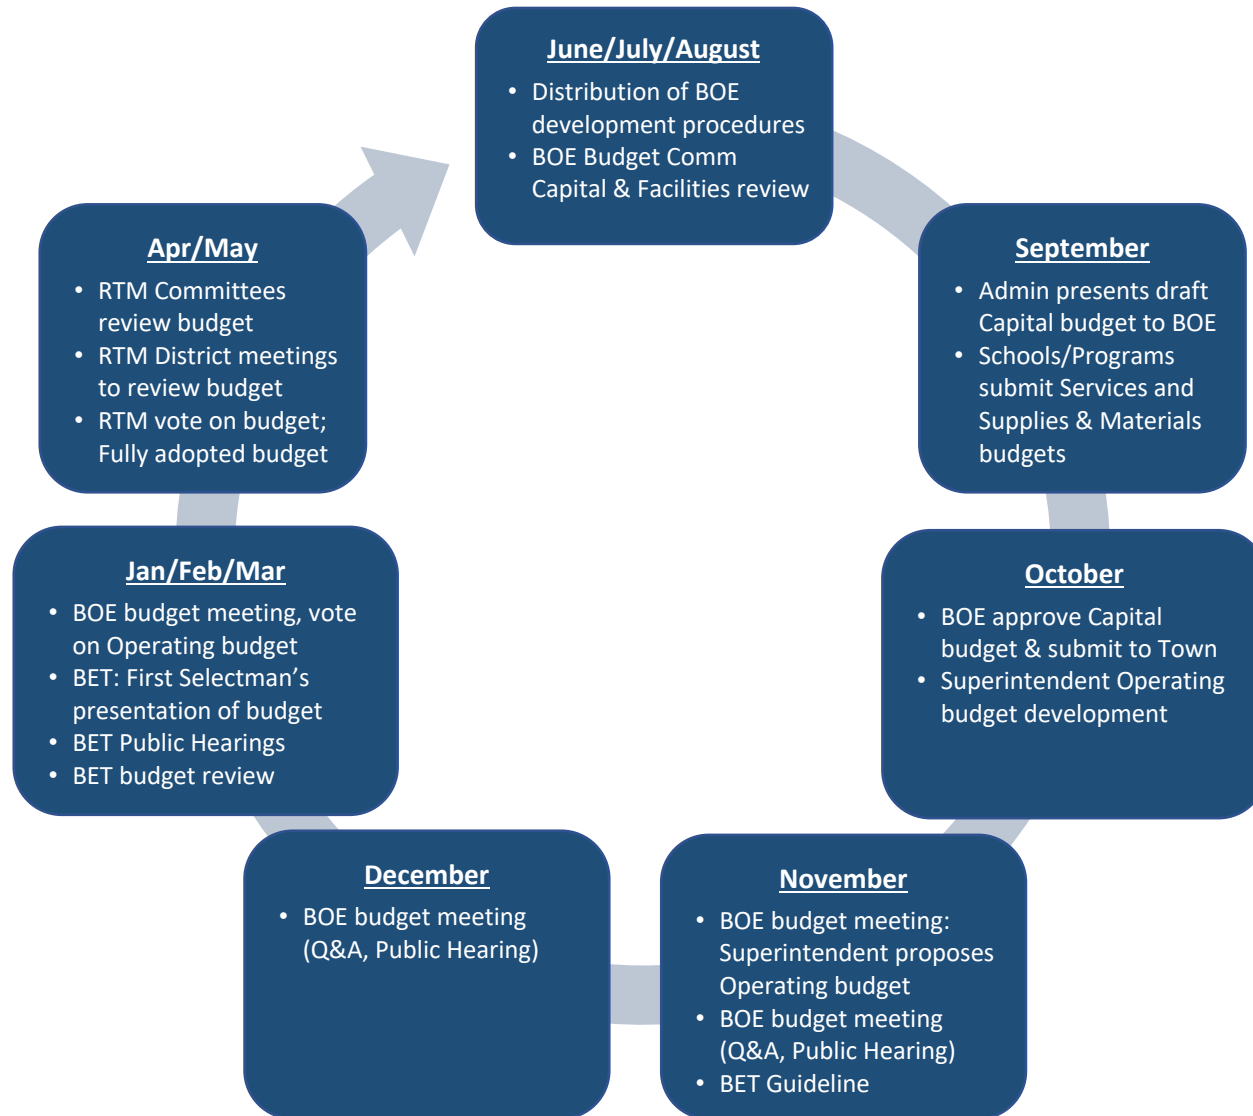 June/July/August
• Distribution of BOE
development procedures
• BOE Budget Comm
Capital & Facilities review
September
• Admin presents draft
Capital budget to BOE
• Schools/Programs
submit Services and
Supplies & Materials
budgets
October
• BOE approve Capital
budget & submit to Town
• Superintendent Operating
budget development
November
• BOE budget meeting:
Superintendent proposes
Operating budget
• BOE budget meeting
(Q&A, Public Hearing)
• BET Guideline
December
• BOE budget meeting
(Q&A, Public Hearing)
Jan/Feb/Mar
• BOE budget meeting, vote
on Operating budget
• BET: First Selectman’s
presentation of budget
• BET Public Hearings
• BET budget review
Apr/May
• RTM Committees
review budget
• RTM District meetings
to review budget
• RTM vote on budget;
Fully adopted budget